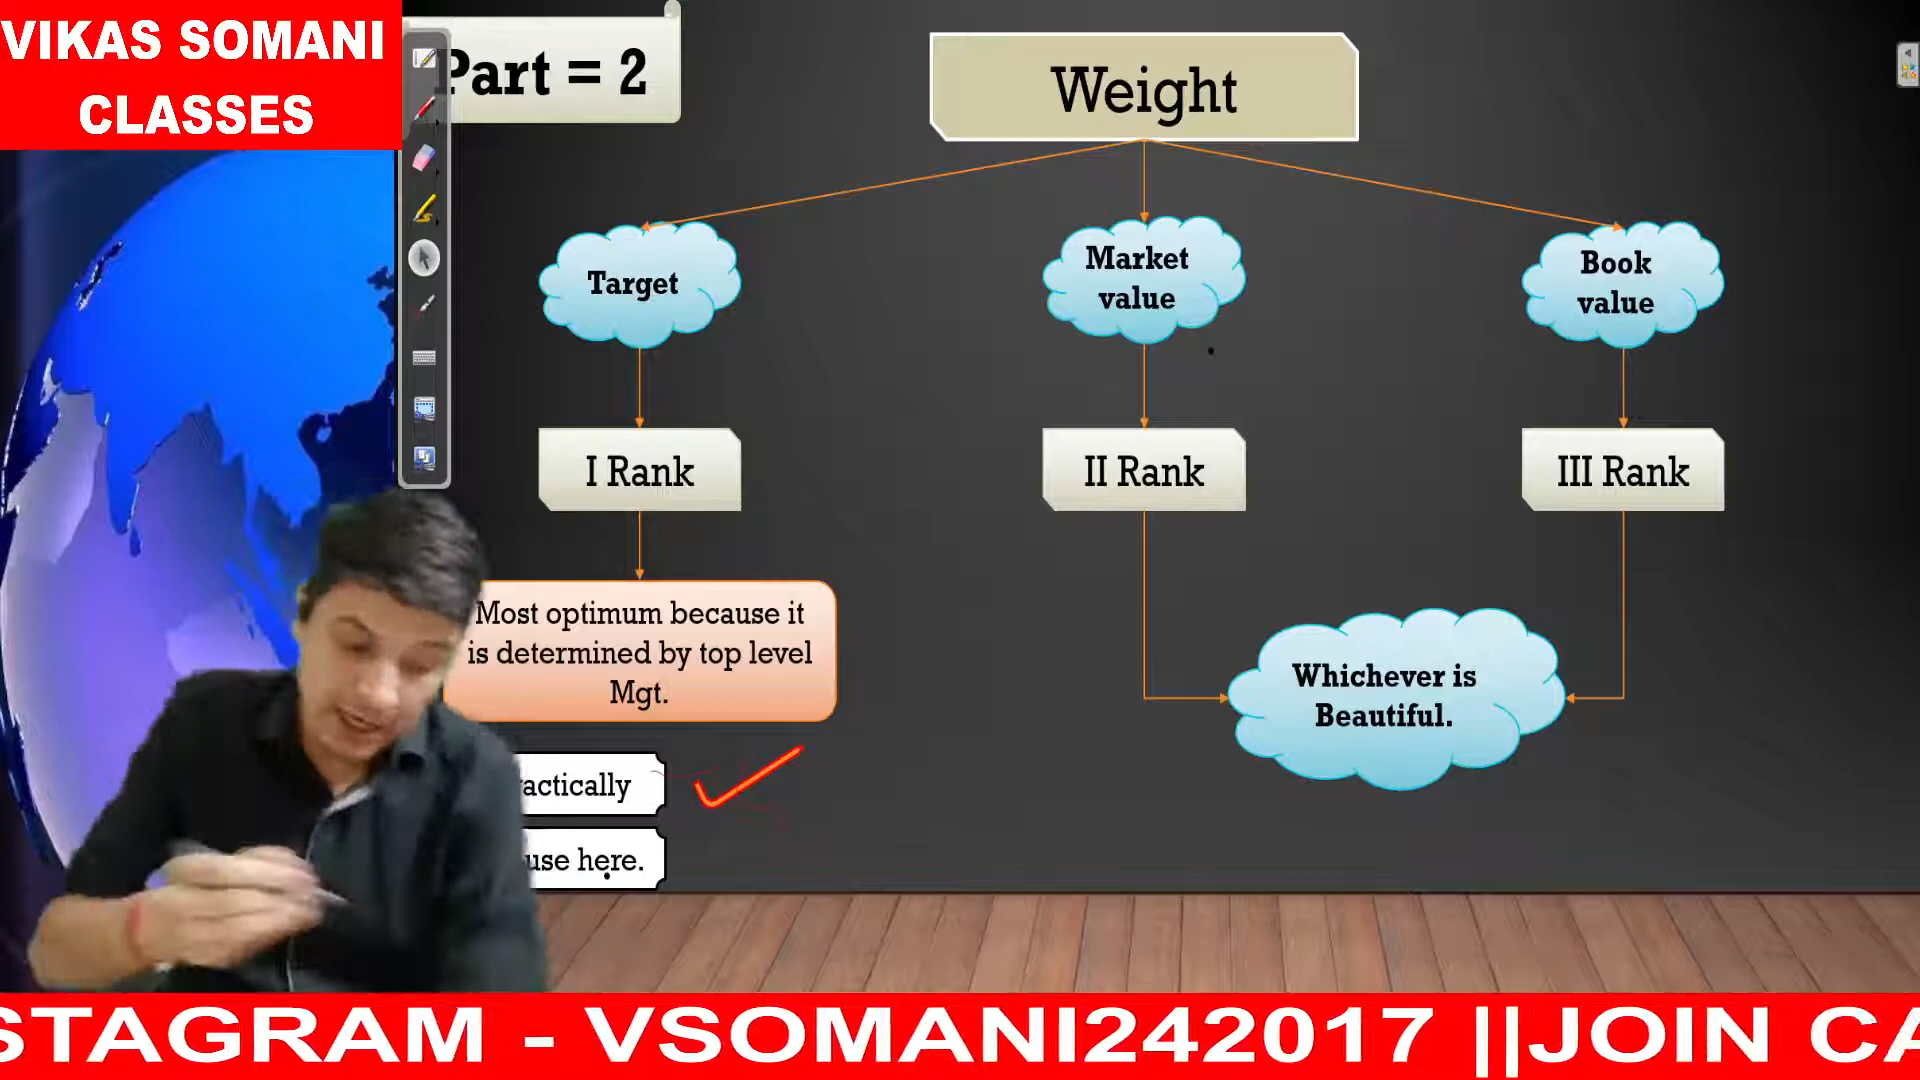 VIKAS SOMANI
CLASSES
Part = 2
Weight
Target
Market
value
Book
value
I Rank
II Rank
III Rank
Most optimum because it
is determined by top level
Mgt.
Whichever is
Beautiful.
use here.
STAGRAM - VSOMANI242017 ||JOIN CA